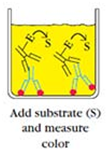 E S E S
Add substrate (S)
and measure
color